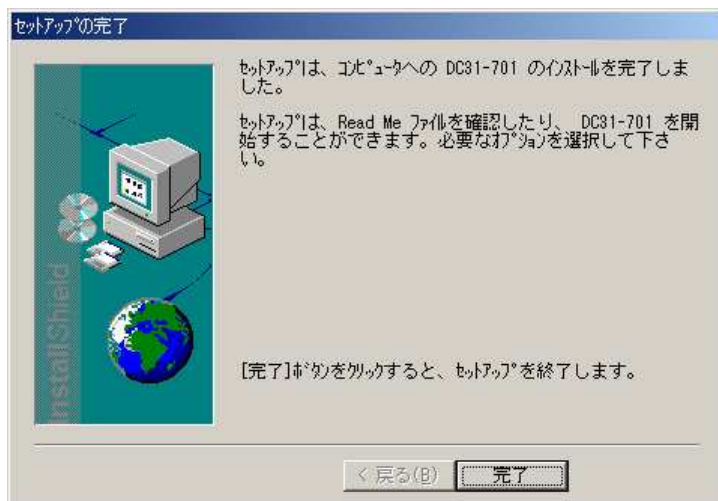 セットアップの完了
セットアップは、コンピュータへの DC31-701 のインストールを完了しま
した。
セットアップは、Read Me ファイルを確認したり、 DC31-701 を開
始することができます。必要なオプションを選択して下さ
い。
InstallShield
[完了]ボタンをクリックすると、セットアップを終了します。
< 戻る(B)
完了